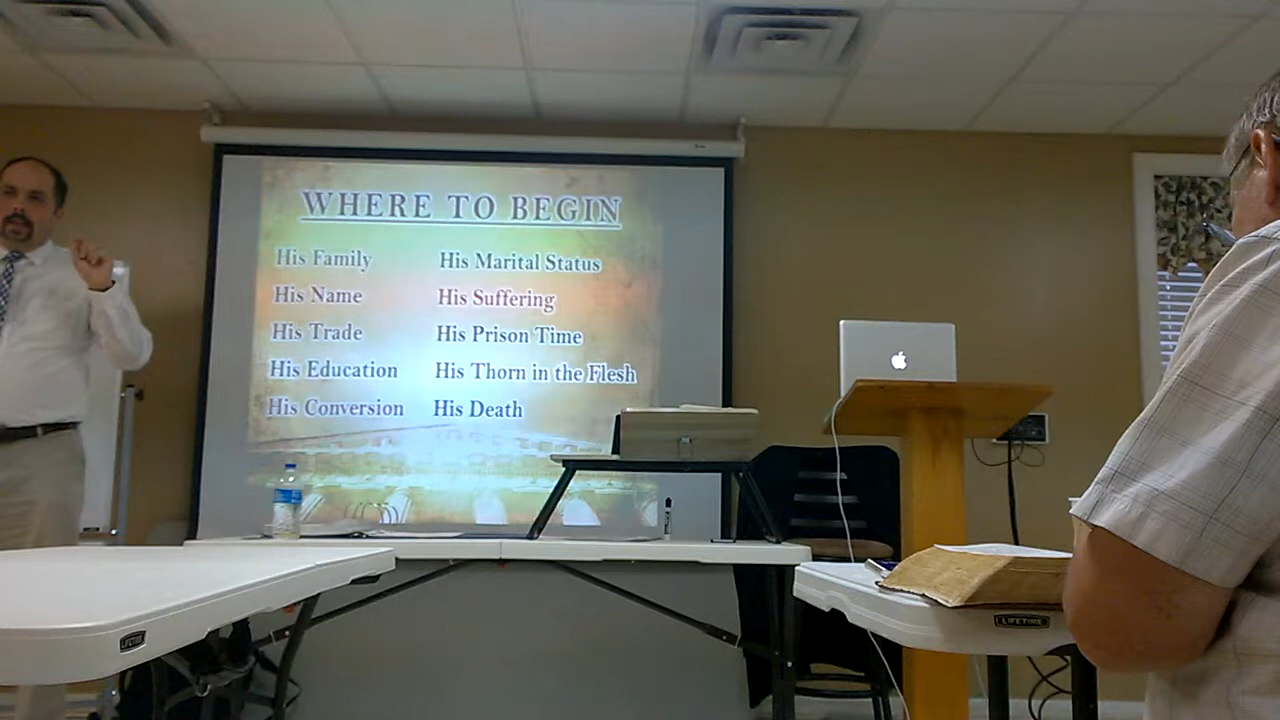 WHERE TO BEGIN
His Family
His Name
His Trade
His Education
His Conversion
His Marital Status
His Suffering
His Prison Time
His Thorn in the Flesh
His Death
LIFETIME
LIFETIME